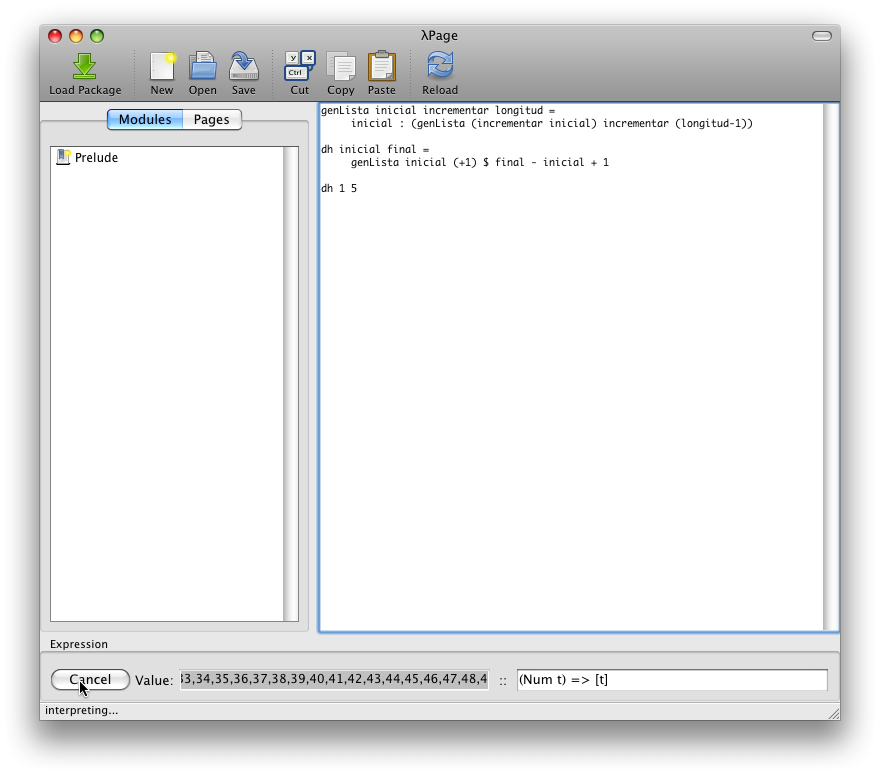 λPage
Load Package New Open Save Cut Copy Paste Reload
y x
Ctrl
Modules Pages
Prelude
genLista inicial incrementar longitud =
inicial : (genLista (incrementar inicial) incrementar (longitud-1))
dh inicial final =
genLista inicial (+1) $ final - inicial + 1
dh 1 5
Expression
Cancel Value: 33,34,35,36,37,38,39,40,41,42,43,44,45,46,47,48,4 :: (Num t) => [t]
interpreting...